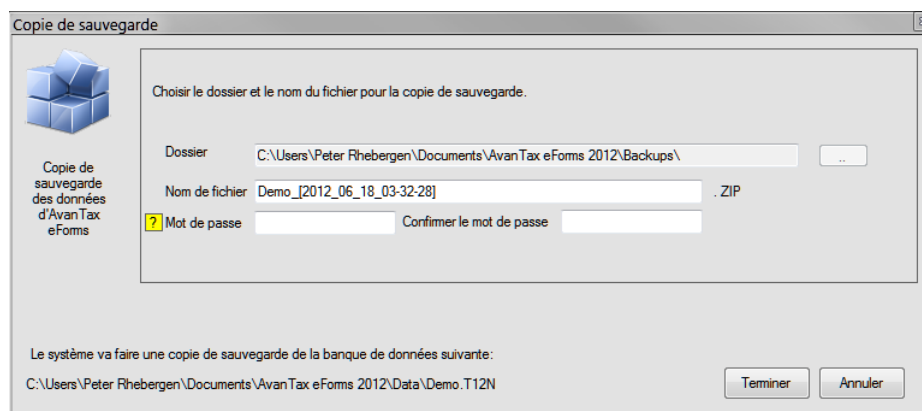 Copie de sauvegarde
Choisir le dossier et le nom du fichier pour la copie de sauvegarde.
Copie de
sauvegarde
des données
d'AvanTax
eForms
Dossier
C:\Users\Peter Rhebergen\Documents\AvanTax eForms 2012\Backups\
..
Nom de fichier
Demo_[2012_06_18_03-32-28]
. ZIP
? Mot de passe
Confirmer le mot de passe
Le système va faire une copie de sauvegarde de la banque de données suivante:
C:\Users\Peter Rhebergen\Documents\AvanTax eForms 2012\Data\Demo.T12N
Terminer
Annuler